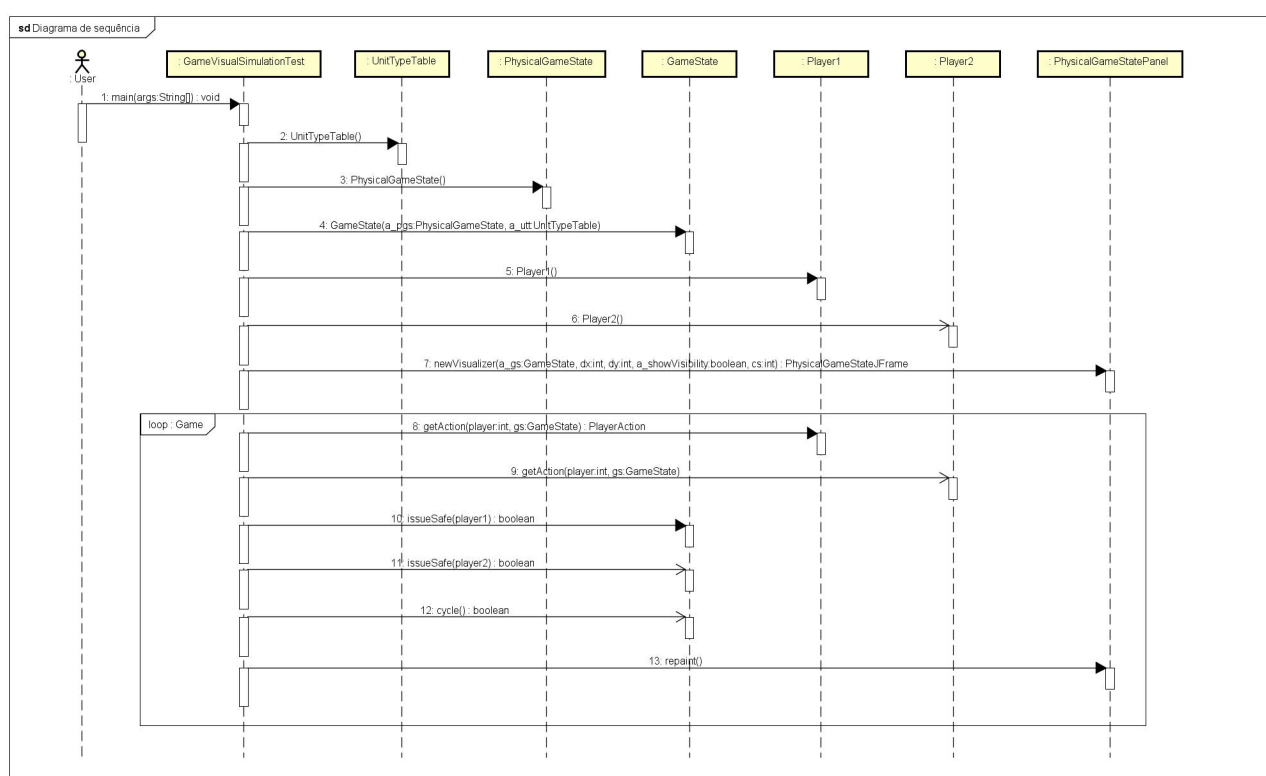 sd Diagrama de sequência
: User
: GameVisualSimulationTest
: UnitTypeTable
: PhysicalGameState
: GameState
: Player1
: Player2
: PhysicalGameStatePanel
1: main(args:String[]) : void
2: UnitTypeTable()
3: PhysicalGameState()
4: GameState(a_pgs:PhysicalGameState, a_utt:UnitTypeTable)
5: Player1()
6: Player2()
7: newVisualizer(a_gs:GameState, dx:int, dy:int, a_showVisibility:boolean, cs:int) : PhysicalGameStateJFrame
loop : Game
8: getAction(player:int, gs:GameState) : PlayerAction
9: getAction(player:int, gs:GameState)
10: issueSafe(player1) : boolean
11: issueSafe(player2) : boolean
12: cycle() : boolean
13: repaint()